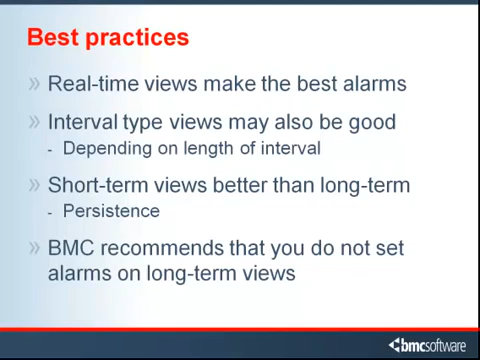 Best practices
» Real-time views make the best alarms
» Interval type views may also be good
- Depending on length of interval
» Short-term views better than long-term
- Persistence
» BMC recommends that you do not set
alarms on long-term views
bmcsoftware